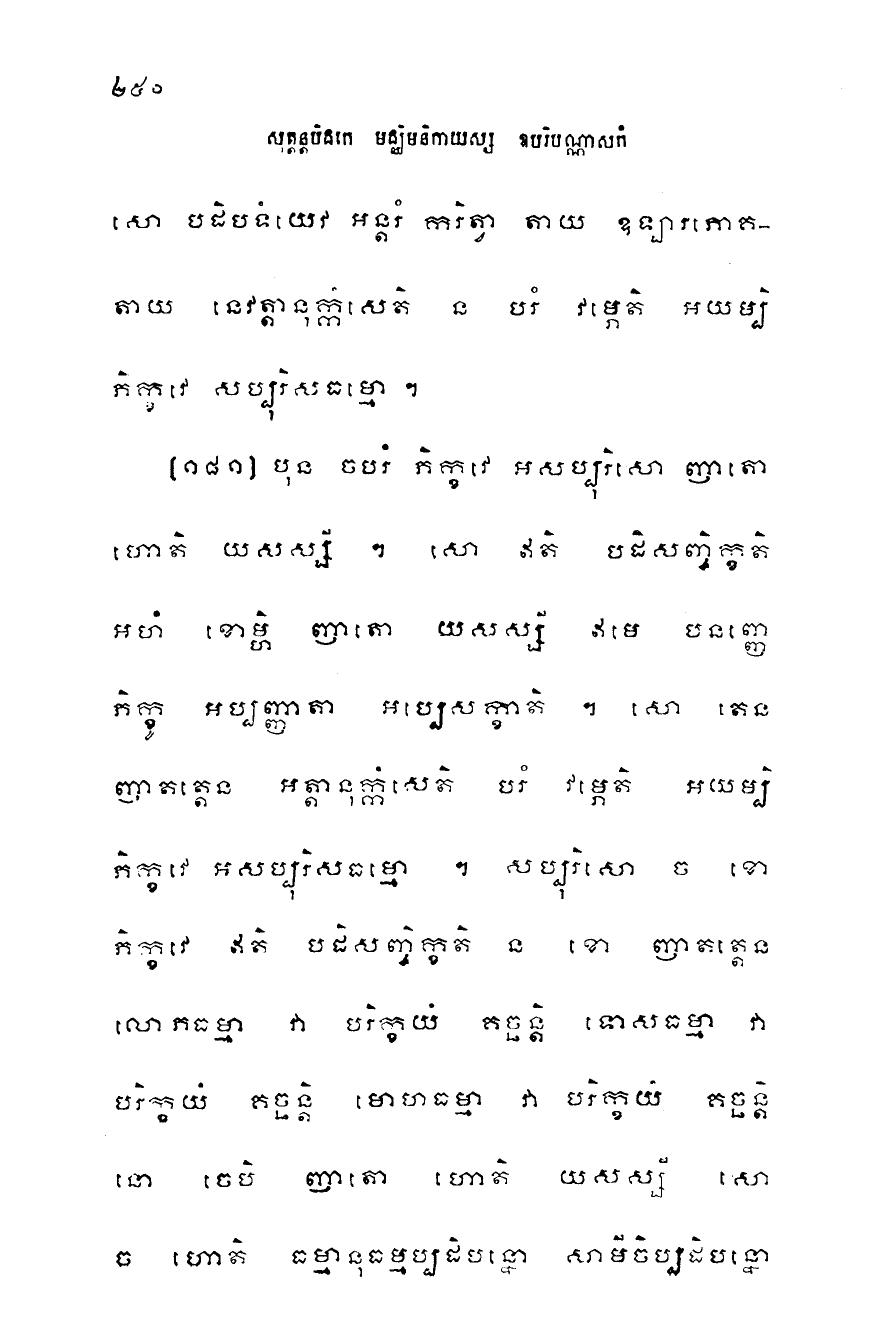 ២៥០
សុត្តន្តបិដកេ មជ្ឈិមនិកាយស្ស ឧបរិបណ្ណាសកំ
សោ បដិបទំយេវ អន្តរំ ករិត្វា តាយ ឧឡារភោគ-
តាយ នេវត្តានុក្កំសេតិ ន បរំ វម្ភេតិ អយម្បិ
ភិក្ខវេ សប្បុរិសធម្មោ ។
[១៨១] បុន ចបរំ ភិក្ខវេ អសប្បុរិសោ ញាតោ
ហោតិ យសស្សី ។ សោ ឥតិ បដិសញ្ចិក្ខតិ
អហំ ខោម្ហិ ញាតោ យសស្សី ឥមេ បនញ្ញេ
ភិក្ខូ អប្បញ្ញាតា អប្បេសក្ខាតិ ។ សោ តេន
ញាតត្តេន អត្តានុក្កំសេតិ បរំ វម្ភេតិ អយម្បិ
ភិក្ខវេ អសប្បុរិសធម្មោ ។ សប្បុរិសោ ច ខោ
ភិក្ខវេ ឥតិ បដិសញ្ចិក្ខតិ ន ខោ ញាតត្តេន
លោភធម្មា វា បរិក្ខយំ គច្ឆន្តិ ទោសធម្មា វា
បរិក្ខយំ គច្ឆន្តិ មោហធម្មា វា បរិក្ខយំ គច្ឆន្តិ
នោ ចេបិ ញាតោ ហោតិ យសស្សី សោ
ច ហោតិ ធម្មានុធម្មប្បដិបន្នោ សាមីចិប្បដិបន្នោ